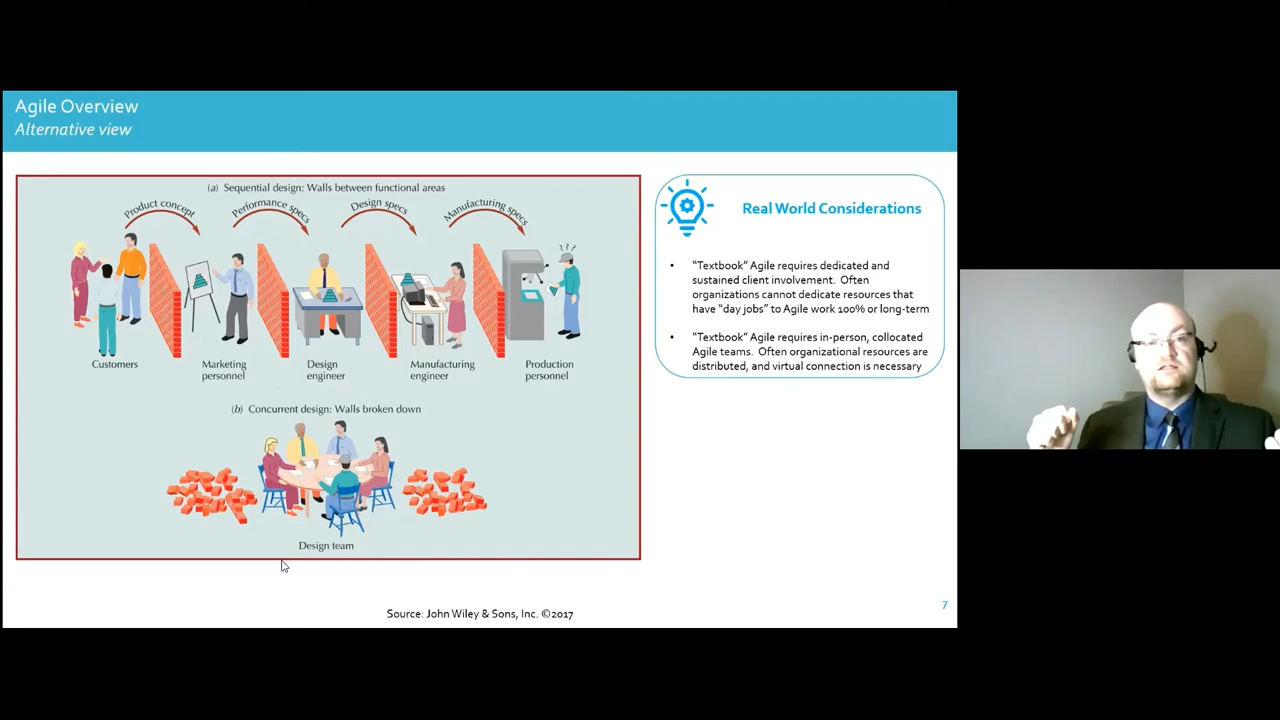 Agile Overview
Alternative view
(a) Sequential design: Walls between functional areas
Product concept
Performance specs
Design specs
Manufacturing specs
???
Customers
Marketing
personnel
Design
engineer
Manufacturing
engineer
Production
personnel
(b) Concurrent design: Walls broken down
Design team
Real World Considerations
• “Textbook” Agile requires dedicated and
sustained client involvement. Often
organizations cannot dedicate resources that
have “day jobs” to Agile work 100% or long-term
• “Textbook” Agile requires in-person, collocated
Agile teams. Often organizational resources are
distributed, and virtual connection is necessary
7
Source: John Wiley & Sons, Inc. ©2017